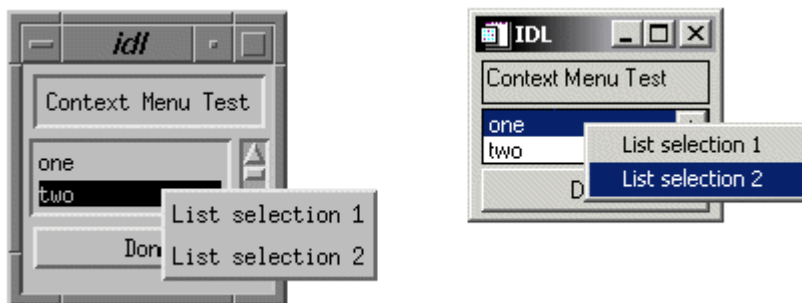 idl
Context Menu Test
one
two
List selection 1
List selection 2
IDL
Context Menu Test
one
two
List selection 1
List selection 2